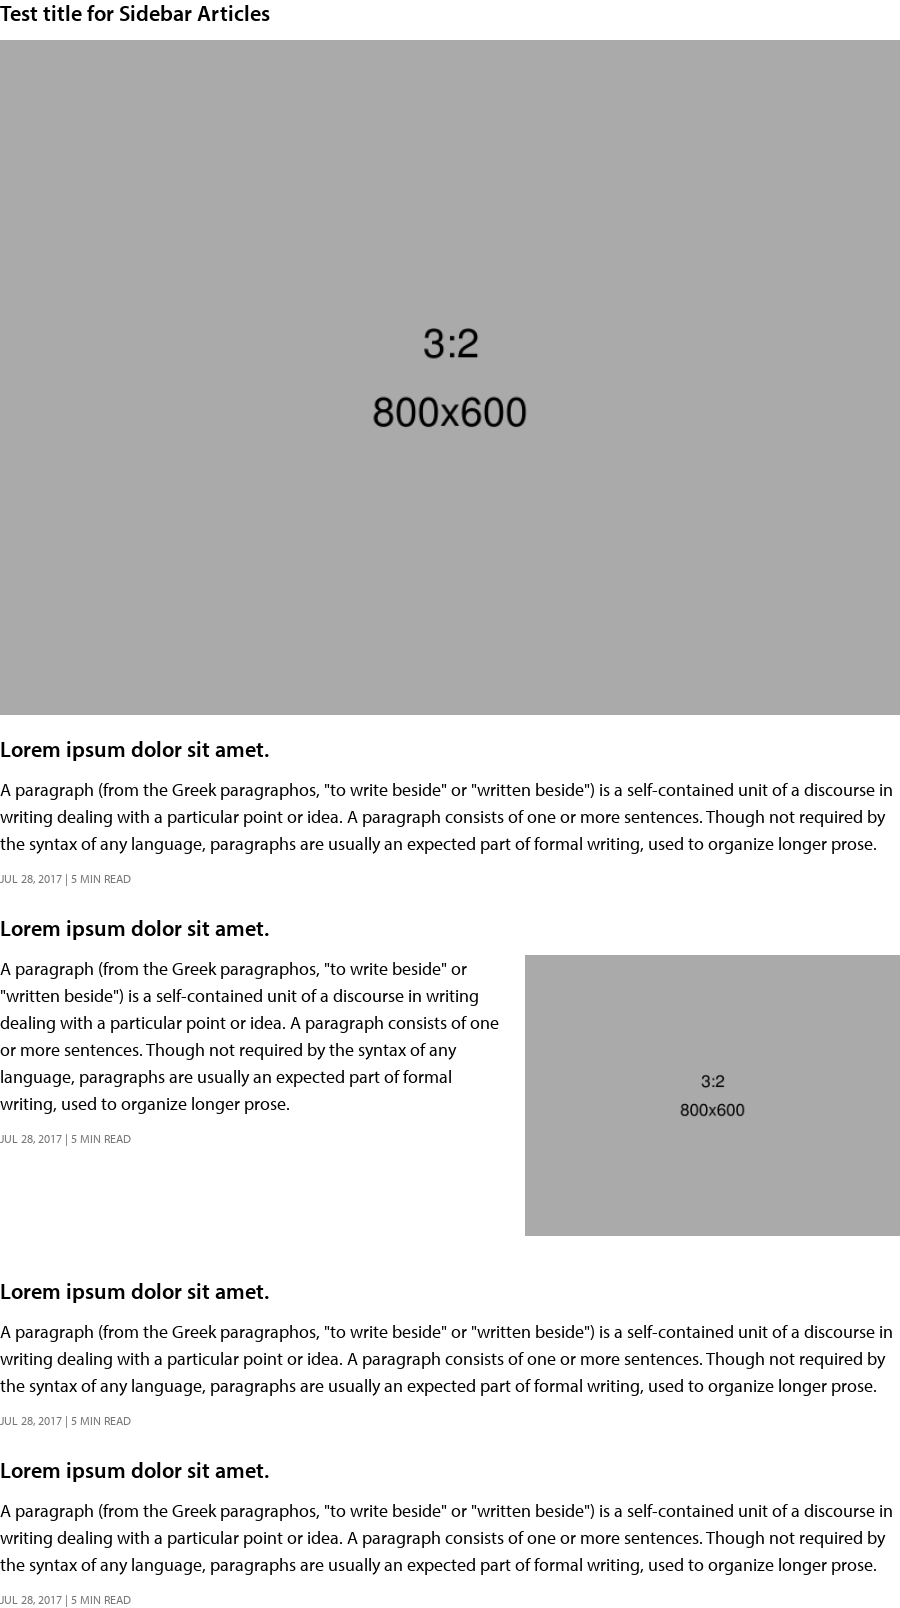 Test title for Sidebar Articles
3:2
800x600
Lorem ipsum dolor sit amet.
A paragraph (from the Greek paragraphos, "to write beside" or "written beside") is a self-contained unit of a discourse in
writing dealing with a particular point or idea. A paragraph consists of one or more sentences. Though not required by
the syntax of any language, paragraphs are usually an expected part of formal writing, used to organize longer prose.
JUL 28, 2017 | 5 MIN READ
Lorem ipsum dolor sit amet.
A paragraph (from the Greek paragraphos, "to write beside" or
"written beside") is a self-contained unit of a discourse in writing
dealing with a particular point or idea. A paragraph consists of one
or more sentences. Though not required by the syntax of any
language, paragraphs are usually an expected part of formal
writing, used to organize longer prose.
JUL 28, 2017 | 5 MIN READ
3:2
800x600
Lorem ipsum dolor sit amet.
A paragraph (from the Greek paragraphos, "to write beside" or "written beside") is a self-contained unit of a discourse in
writing dealing with a particular point or idea. A paragraph consists of one or more sentences. Though not required by
the syntax of any language, paragraphs are usually an expected part of formal writing, used to organize longer prose.
JUL 28, 2017 | 5 MIN READ
Lorem ipsum dolor sit amet.
A paragraph (from the Greek paragraphos, "to write beside" or "written beside") is a self-contained unit of a discourse in
writing dealing with a particular point or idea. A paragraph consists of one or more sentences. Though not required by
the syntax of any language, paragraphs are usually an expected part of formal writing, used to organize longer prose.
JUL 28, 2017 | 5 MIN READ